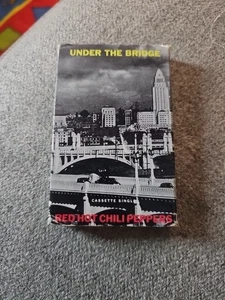 UNDER THE BRIDGE
CASSETTE SINGLE
RED HOT CHILI PEPPERS